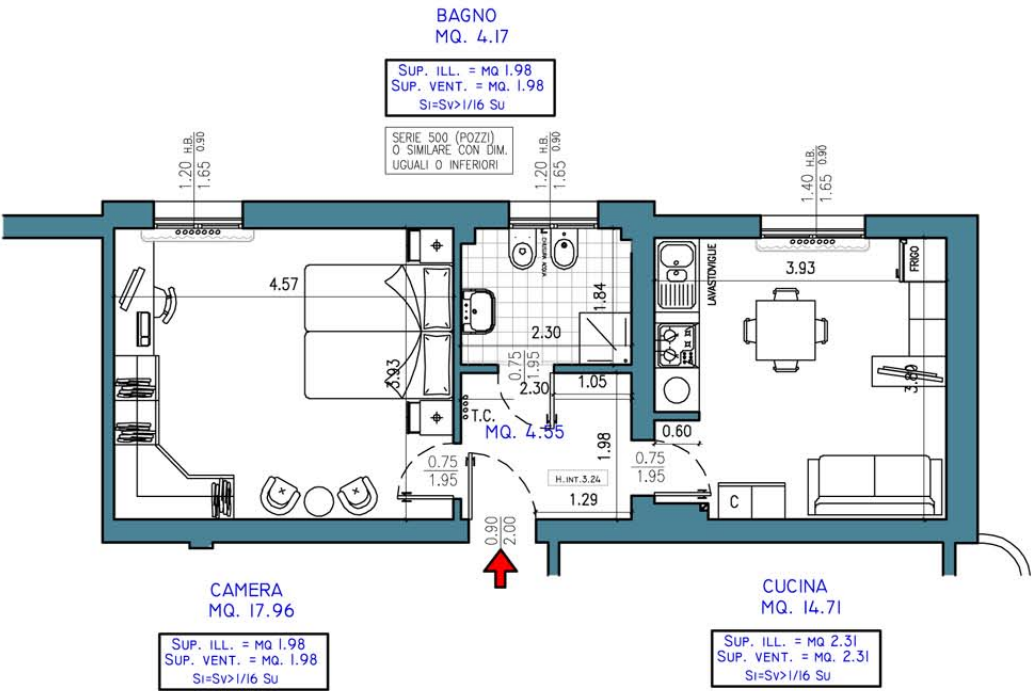 BAGNO
MQ. 4.17
SUP. ILL. = MQ 1.98
SUP. VENT. = MQ. 1.98
SI=SV>1/16 SU
SERIE 500 (POZZI)
O SIMILARE CON DIM.
UGUALI O INFERIORI
1.20 H.B. 0.90
1.65
1.20 H.B. 0.90
1.65
1.40 H.B. 0.90
1.65
4.57
3.93
CHIUSURA ACQUA
1.84
2.30
0.75
1.95
LAVASTOVIGLIE
3.93
FRIGO
3.89
2.30
1.05
T.C.
MQ. 4.55
1.98
0.60
0.75
1.95
0.75
1.95
H.INT.3.24
1.29
C
0.90
2.00
CAMERA
MQ. 17.96
SUP. ILL. = MQ 1.98
SUP. VENT. = MQ. 1.98
SI=SV>1/16 SU
CUCINA
MQ. 14.71
SUP. ILL. = MQ 2.31
SUP. VENT. = MQ. 2.31
SI=SV>1/16 SU